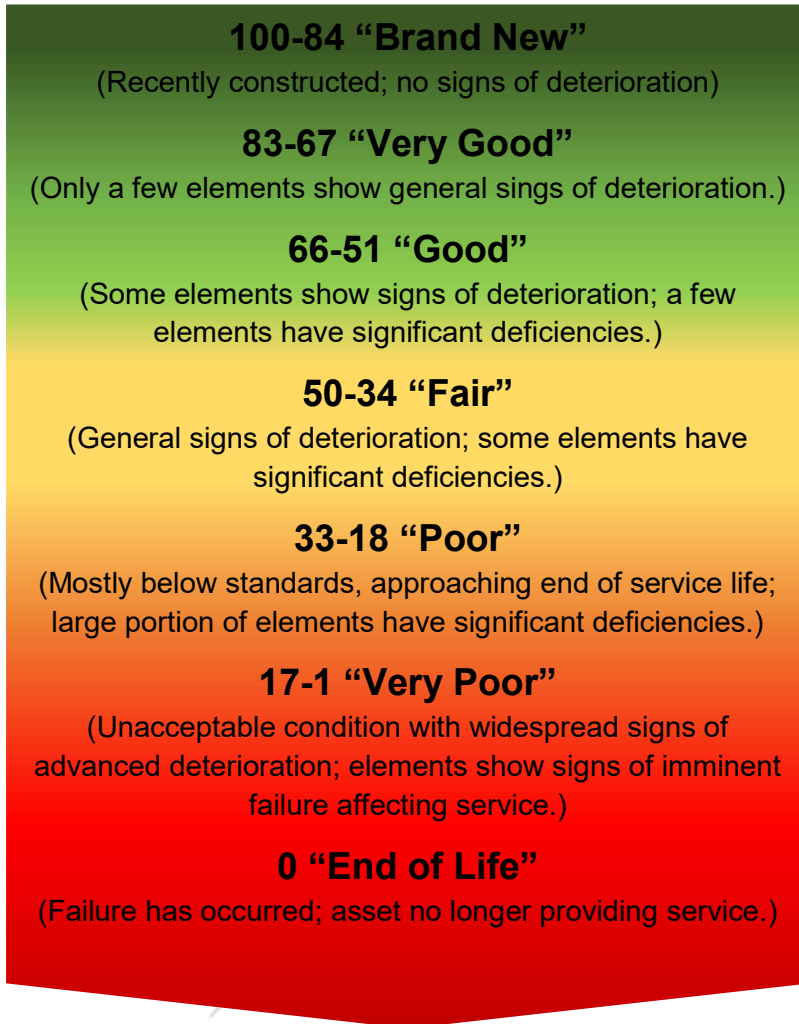 100-84 “Brand New”
(Recently constructed; no signs of deterioration)
83-67 “Very Good”
(Only a few elements show general sings of deterioration.)
66-51 “Good”
(Some elements show signs of deterioration; a few
elements have significant deficiencies.)
50-34 “Fair”
(General signs of deterioration; some elements have
significant deficiencies.)
33-18 “Poor”
(Mostly below standards, approaching end of service life;
large portion of elements have significant deficiencies.)
17-1 “Very Poor”
(Unacceptable condition with widespread signs of
advanced deterioration; elements show signs of imminent
failure affecting service.)
0 “End of Life”
(Failure has occurred; asset no longer providing service.)